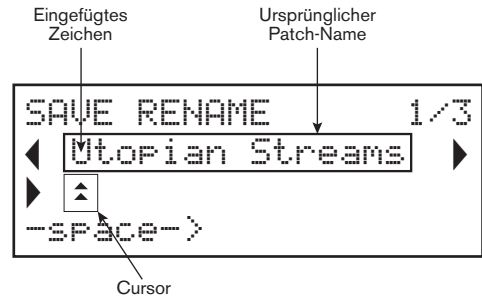 Eingefügtes Zeichen
Ursprünglicher Patch-Name
SAVE RENAME 1/3
Utopian Streams
-space->
Cursor